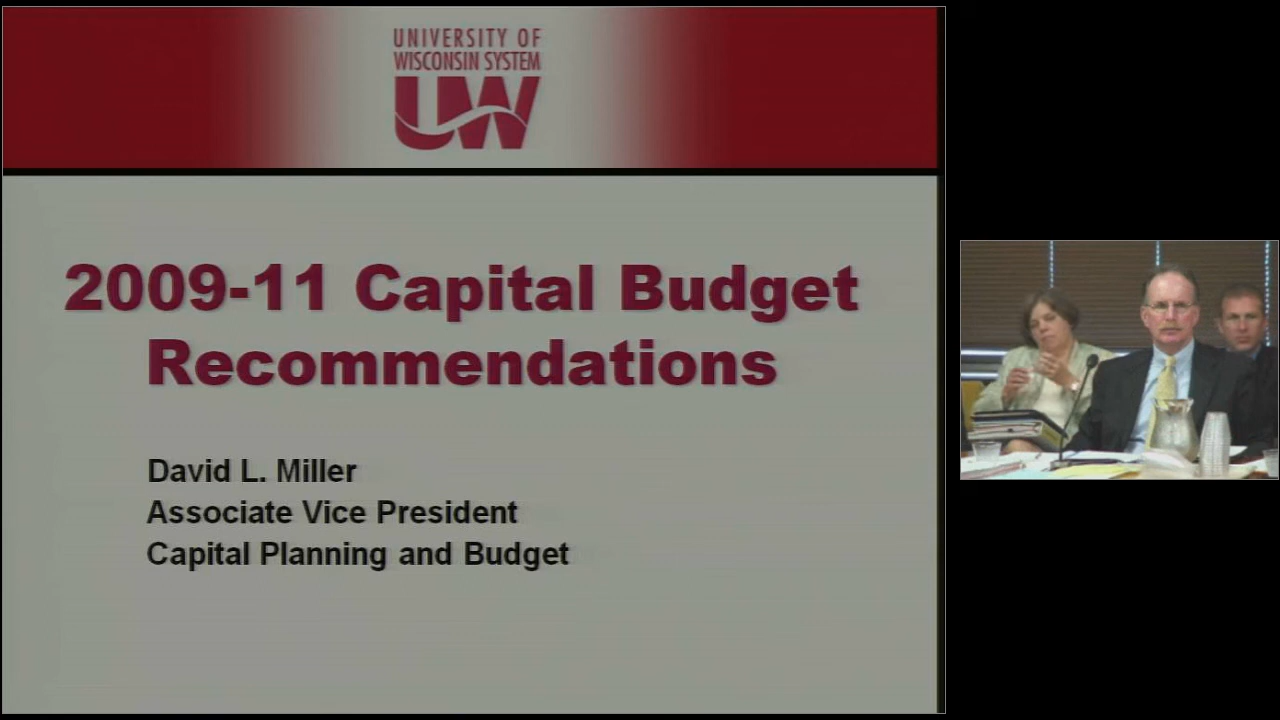 UNIVERSITY OF
WISCONSIN SYSTEM
UW
2009-11 Capital Budget
Recommendations
David L. Miller
Associate Vice President
Capital Planning and Budget